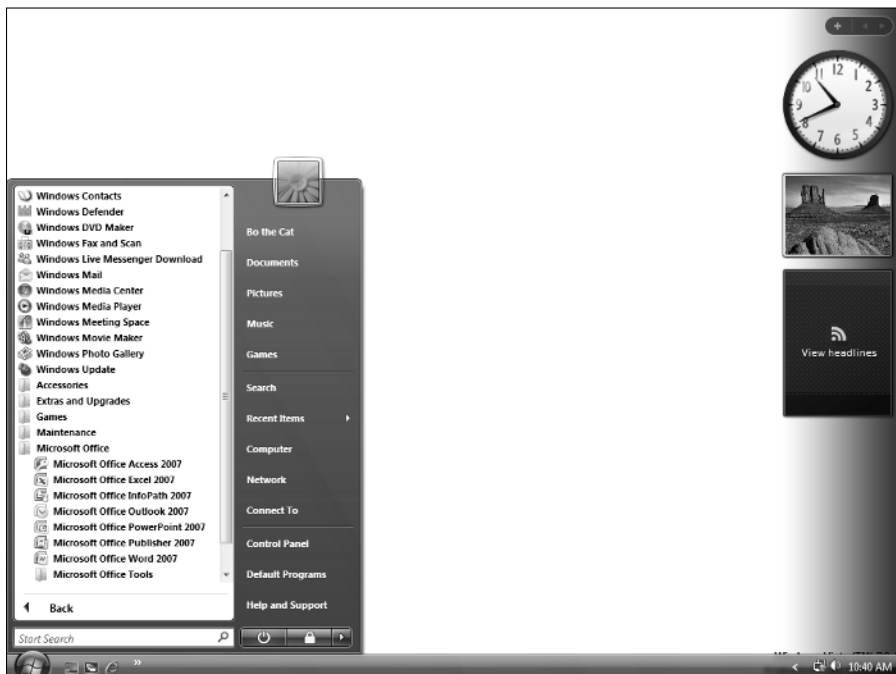 12
1
2
3
4
5
6
7
8
9
10
11
Windows Contacts
Windows Defender
Windows DVD Maker
Windows Fax and Scan
Windows Live Messenger Download
Windows Mail
Windows Media Center
Windows Media Player
Windows Meeting Space
Windows Movie Maker
Windows Photo Gallery
Windows Update
Accessories
Extras and Upgrades
Games
Maintenance
Microsoft Office
Microsoft Office Access 2007
Microsoft Office Excel 2007
Microsoft Office InfoPath 2007
Microsoft Office Outlook 2007
Microsoft Office PowerPoint 2007
Microsoft Office Publisher 2007
Microsoft Office Word 2007
Microsoft Office Tools
Back
Start Search
Bo the Cat
Documents
Pictures
Music
Games
Search
Recent Items
Computer
Network
Connect To
Control Panel
Default Programs
Help and Support
View headlines
10:40 AM